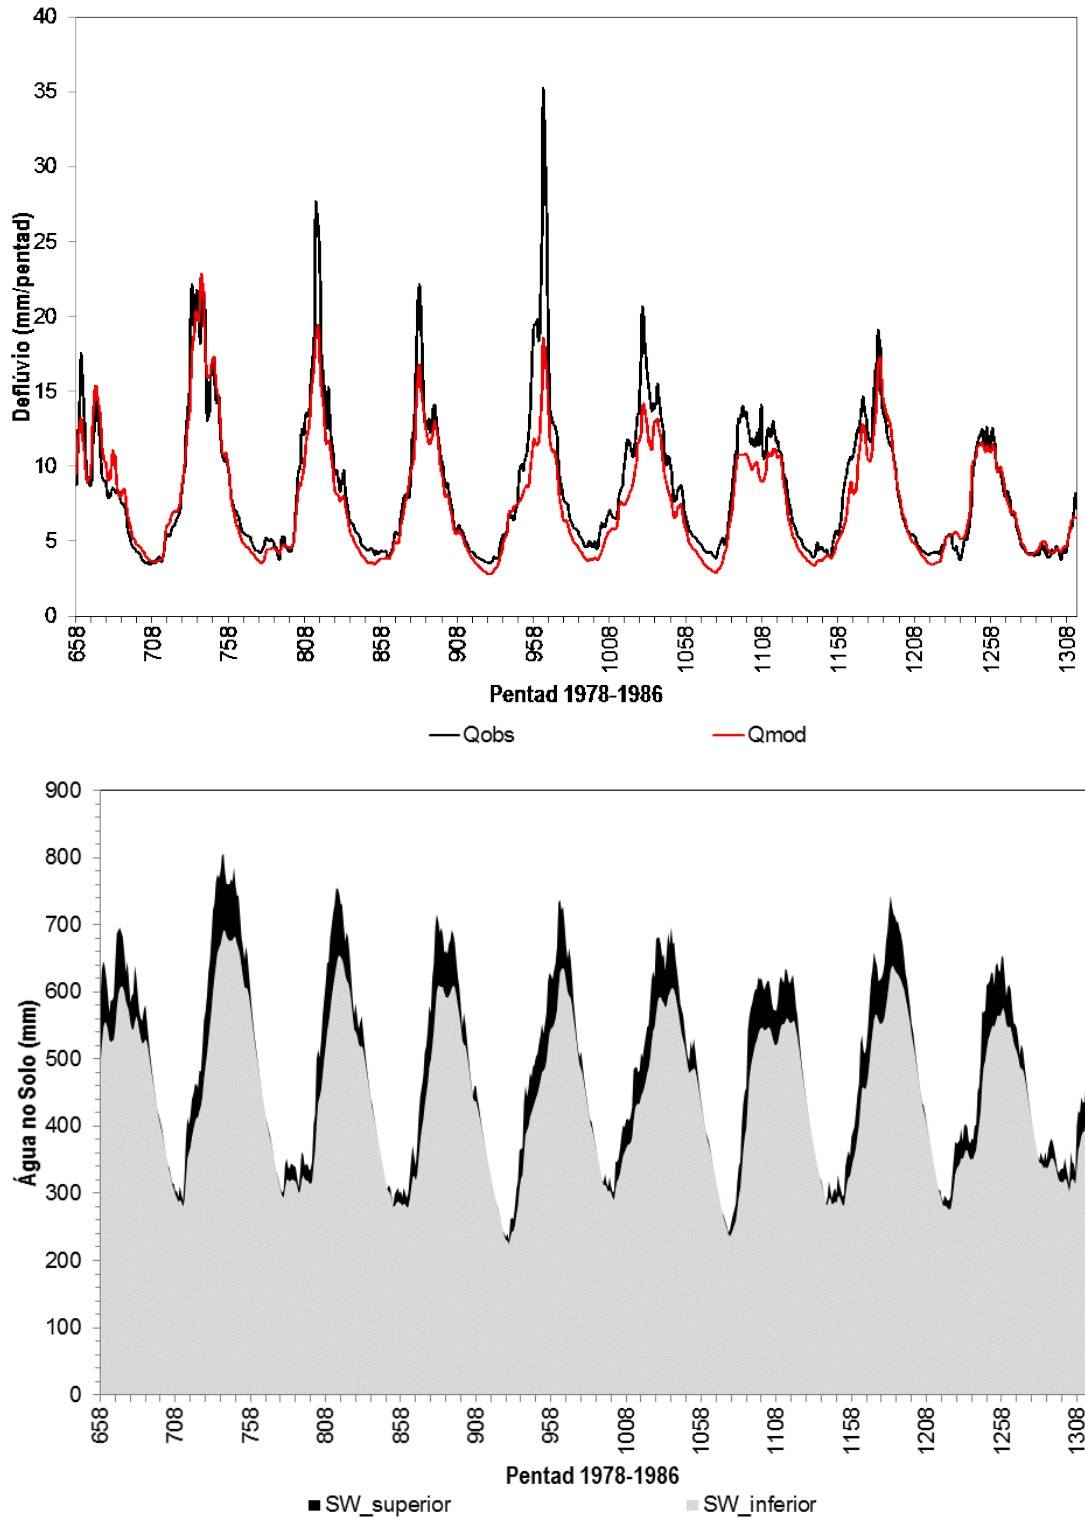 40
35
30
25
20
15
10
5
0
Deflúvio (mm/pentad)
658 708 758 808 858 908 958 1008 1058 1108 1158 1208 1258 1308
Pentad 1978-1986
Qobs Qmod
900
800
700
600
500
400
300
200
100
0
Água no Solo (mm)
658 708 758 808 858 908 958 1008 1058 1108 1158 1208 1258 1308
Pentad 1978-1986
SW_superior SW_inferior